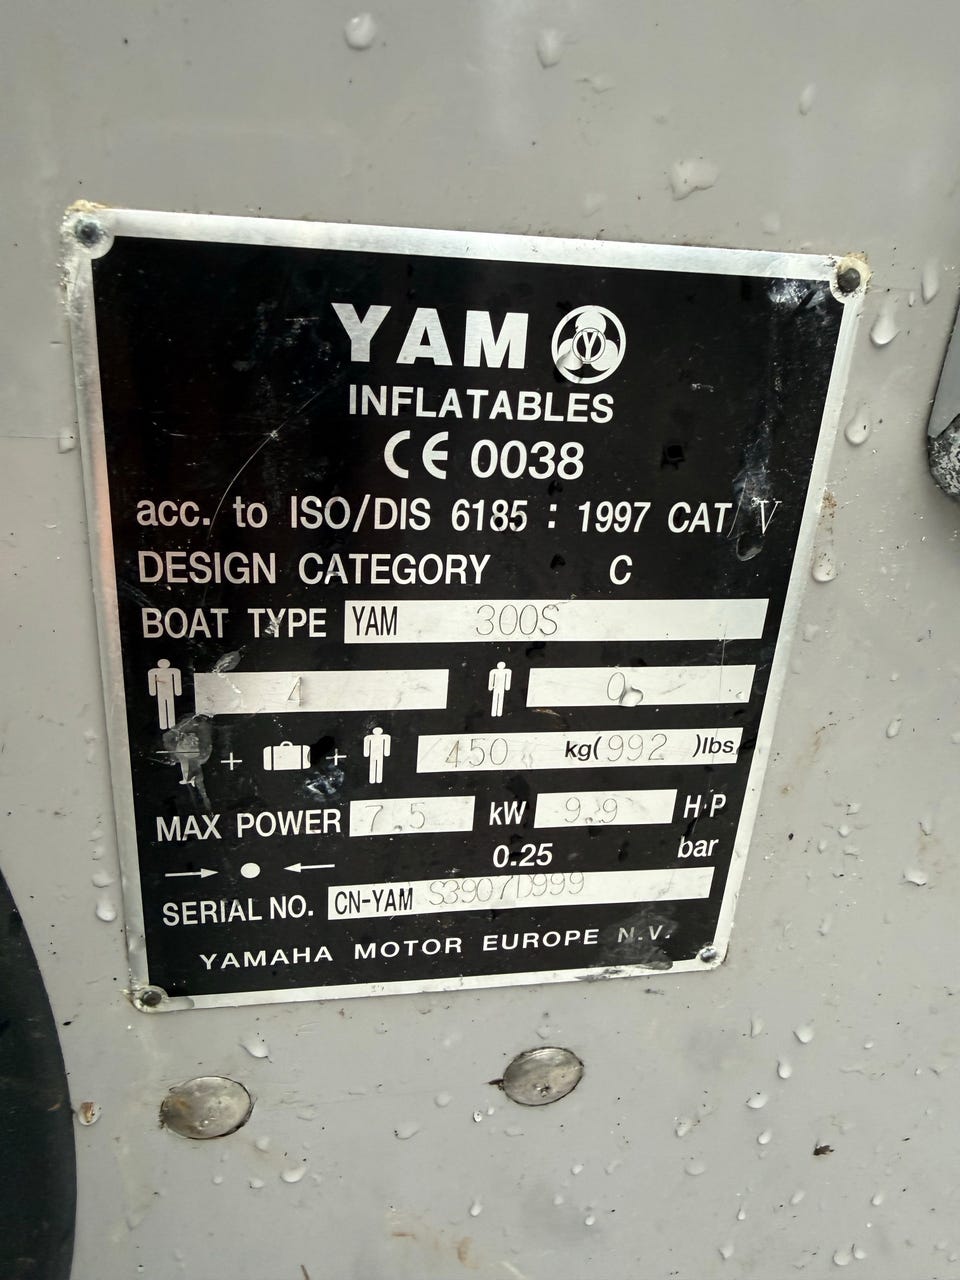 YAM
INFLATABLES
CE 0038
acc. to ISO/DIS 6185 : 1997 CAT V
DESIGN CATEGORY C
BOAT TYPE YAM 300S
4 0
+ + 450 kg(992 )lbs
MAX POWER 7.5 kW 9.9 H.P
0.25 bar
SERIAL NO. CN-YAM S3907D999
YAMAHA MOTOR EUROPE N.V.